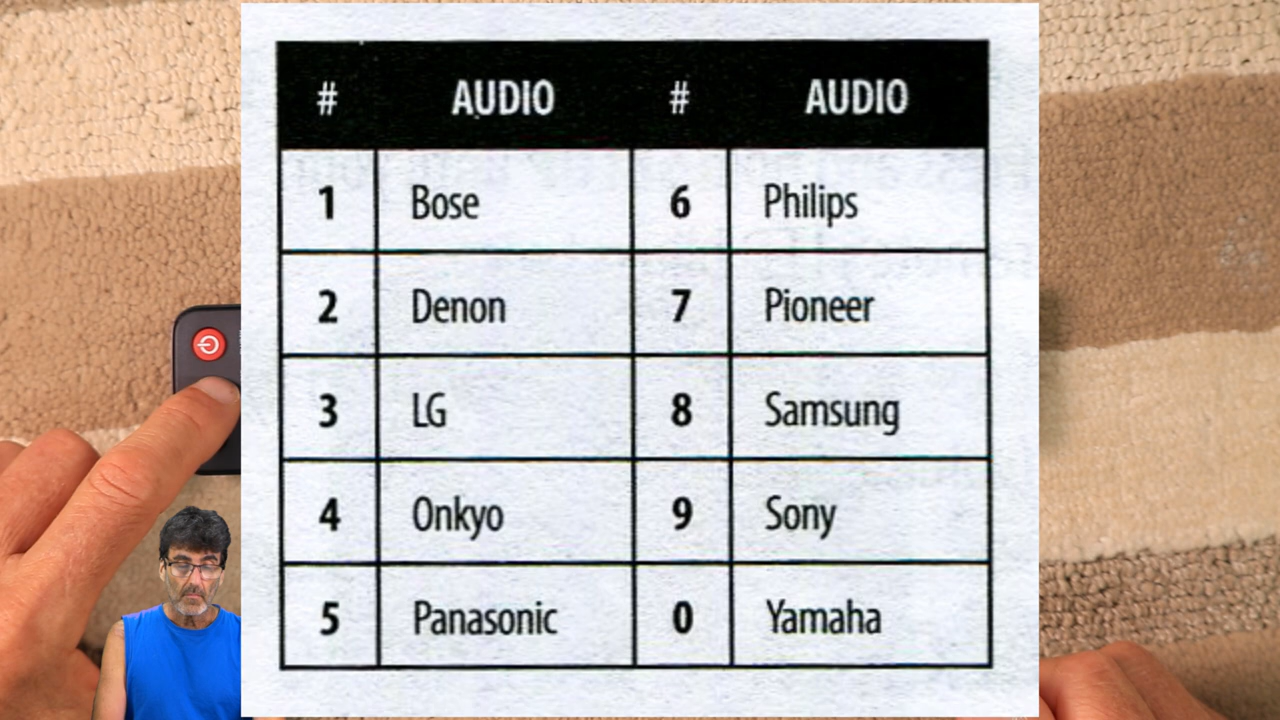 # AUDIO # AUDIO
1 Bose 6 Philips
2 Denon 7 Pioneer
3 LG 8 Samsung
4 Onkyo 9 Sony
5 Panasonic 0 Yamaha